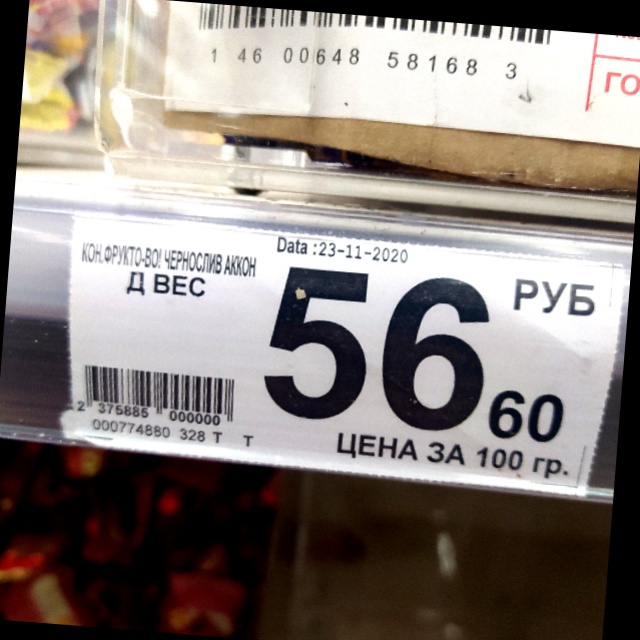 1 46 00648 58168 3
ГО
КОН.ФРУКТО-ВО! ЧЕРНОСЛИВ АККОН
Д ВЕС
Data :23-11-2020
56 60
РУБ
2 375885 000000
000774880 328 Т Т
ЦЕНА ЗА 100 гр.